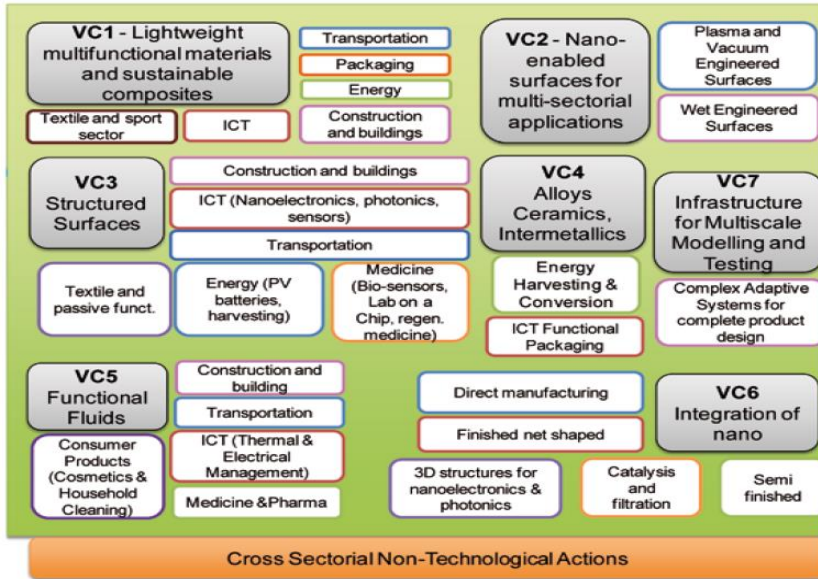 VC1 - Lightweight
multifunctional materials
and sustainable
composites
Transportation
Packaging
Energy
Textile and sport
sector
ICT
Construction
and buildings
VC2 - Nano-
enabled
surfaces for
multi-sectorial
applications
Plasma and
Vacuum
Engineered
Surfaces
Wet Engineered
Surfaces
VC3
Structured
Surfaces
Construction and buildings
ICT (Nanoelectronics, photonics,
sensors)
Transportation
Textile and
passive funct.
Energy (PV
batteries,
harvesting)
Medicine
(Bio-sensors,
Lab on a
Chip, regen.
medicine)
VC4
Alloys
Ceramics,
Intermetallics
Energy
Harvesting &
Conversion
ICT Functional
Packaging
VC7
Infrastructure
for Multiscale
Modelling and
Testing
Complex Adaptive
Systems for
complete product
design
VC5
Functional
Fluids
Construction and
building
Transportation
ICT (Thermal &
Electrical
Management)
Consumer
Products
(Cosmetics &
Household
Cleaning)
Medicine &Pharma
Direct manufacturing
Finished net shaped
VC6
Integration of
nano
3D structures for
nanoelectronics &
photonics
Catalysis
and
filtration
Semi
finished
Cross Sectorial Non-Technological Actions